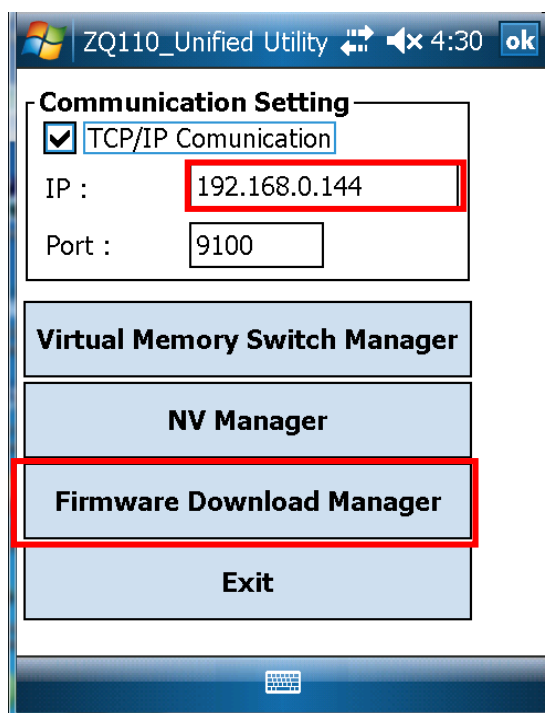 ZQ110_Unified Utility 4:30 ok
Communication Setting
TCP/IP Comunication
IP : 192.168.0.144
Port : 9100
Virtual Memory Switch Manager
NV Manager
Firmware Download Manager
Exit